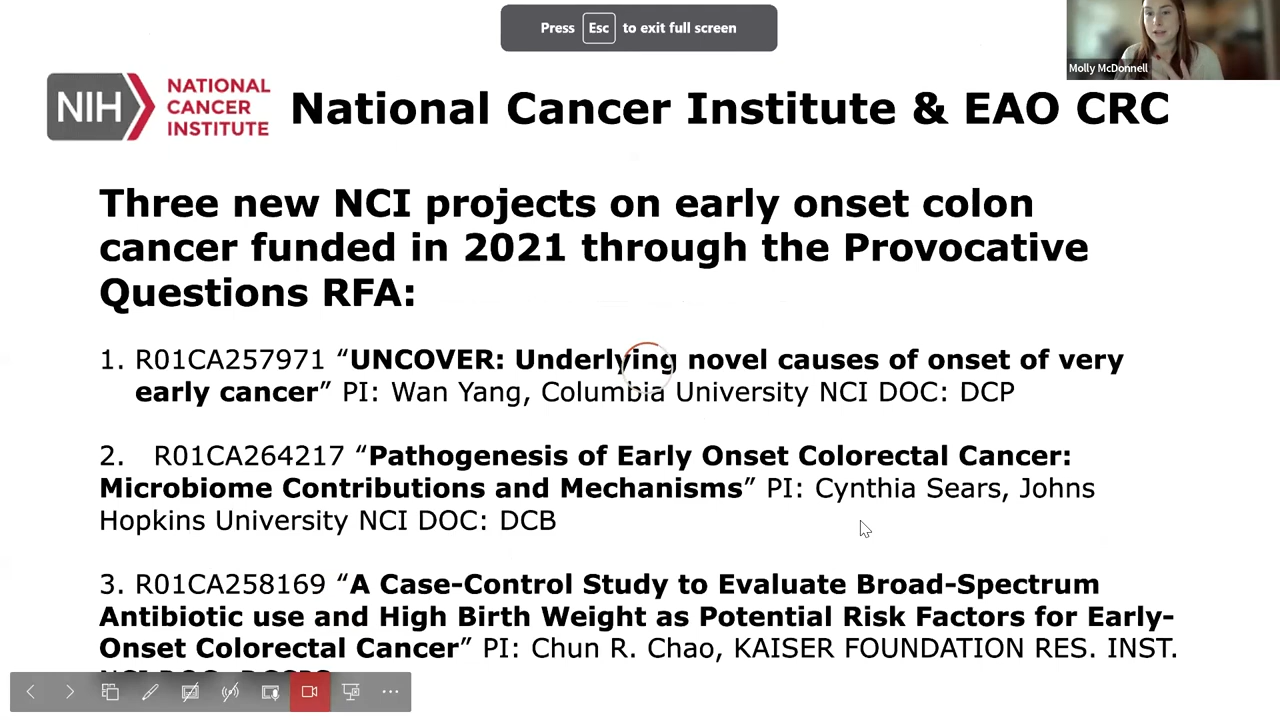 Press Esc to exit full screen
Molly McDonnell
NIH NATIONAL
CANCER
INSTITUTE
National Cancer Institute & EAO CRC
Three new NCI projects on early onset colon
cancer funded in 2021 through the Provocative
Questions RFA:
1. R01CA257971 “UNCOVER: Underlying novel causes of onset of very
early cancer” PI: Wan Yang, Columbia University NCI DOC: DCP
2. R01CA264217 “Pathogenesis of Early Onset Colorectal Cancer:
Microbiome Contributions and Mechanisms” PI: Cynthia Sears, Johns
Hopkins University NCI DOC: DCB
3. R01CA258169 “A Case-Control Study to Evaluate Broad-Spectrum
Antibiotic use and High Birth Weight as Potential Risk Factors for Early-
Onset Colorectal Cancer” PI: Chun R. Chao, KAISER FOUNDATION RES. INST.